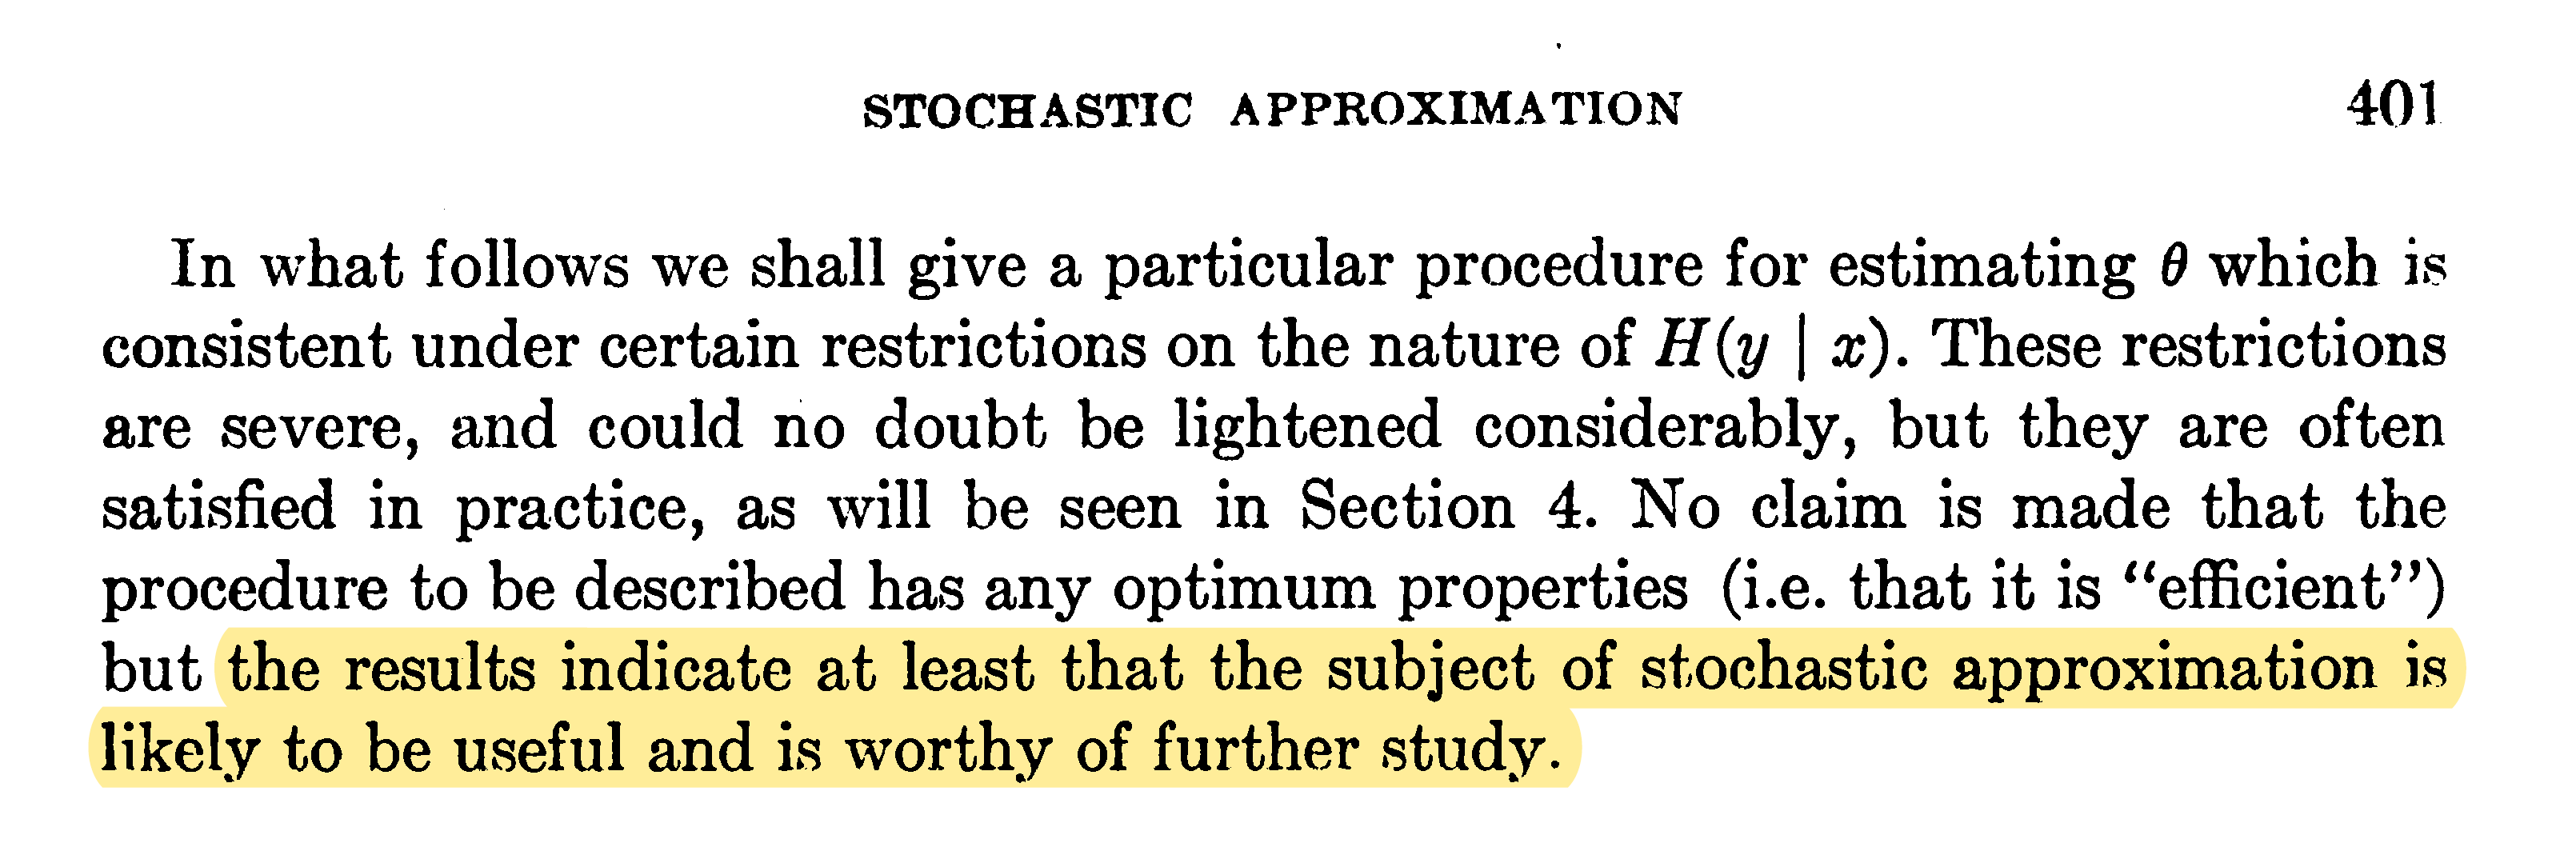 STOCHASTIC APPROXIMATION 401
In what follows we shall give a particular procedure for estimating θ which is
consistent under certain restrictions on the nature of H(y | x). These restrictions
are severe, and could no doubt be lightened considerably, but they are often
satisfied in practice, as will be seen in Section 4. No claim is made that the
procedure to be described has any optimum properties (i.e. that it is “efficient”)
but the results indicate at least that the subject of stochastic approximation is
likely to be useful and is worthy of further study.